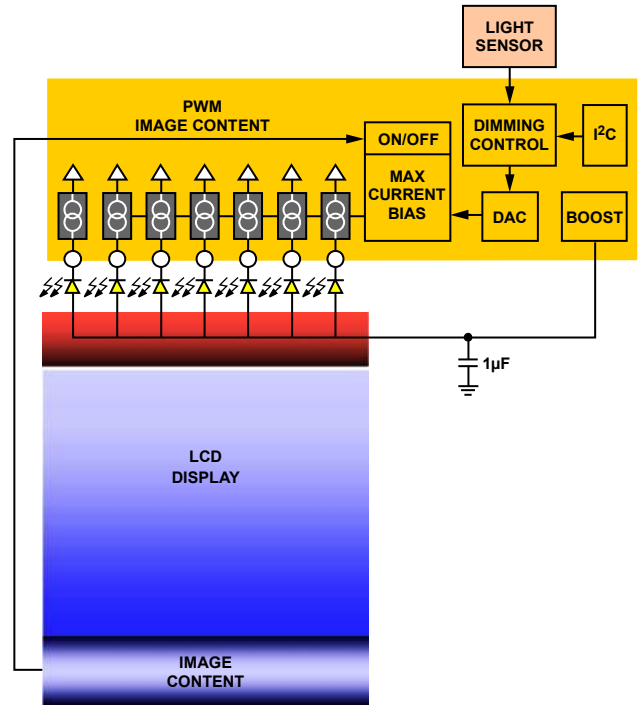 LIGHT
SENSOR
PWM
IMAGE CONTENT
ON/OFF
MAX
CURRENT
BIAS
DIMMING
CONTROL
I²C
DAC
BOOST
1µF
LCD
DISPLAY
IMAGE
CONTENT